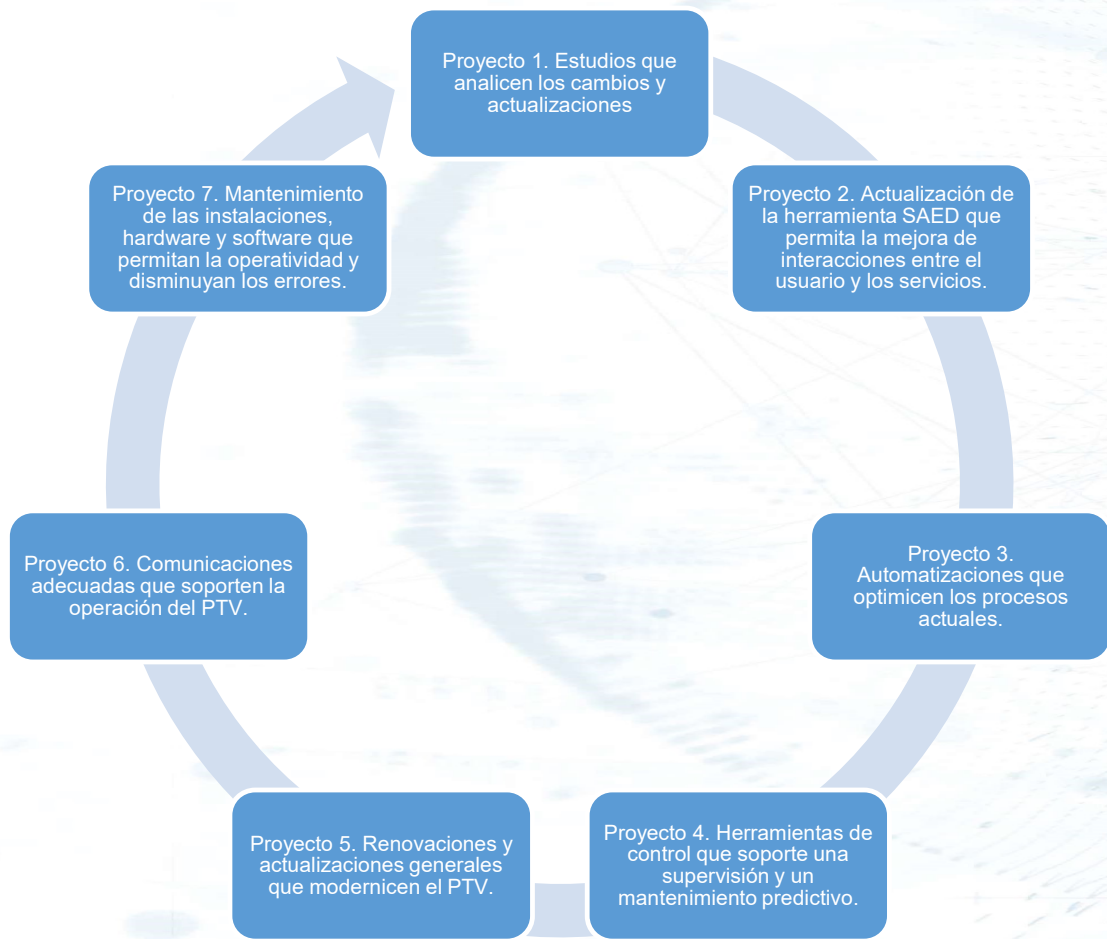 Proyecto 1. Estudios que
analicen los cambios y
actualizaciones
Proyecto 2. Actualización de
la herramienta SAED que
permita la mejora de
interacciones entre el
usuario y los servicios.
Proyecto 3.
Automatizaciones que
optimicen los procesos
actuales.
Proyecto 4. Herramientas de
control que soporte una
supervisión y un
mantenimiento predictivo.
Proyecto 5. Renovaciones y
actualizaciones generales
que modernicen el PTV.
Proyecto 6. Comunicaciones
adecuadas que soporten la
operación del PTV.
Proyecto 7. Mantenimiento
de las instalaciones,
hardware y software que
permitan la operatividad y
disminuyan los errores.